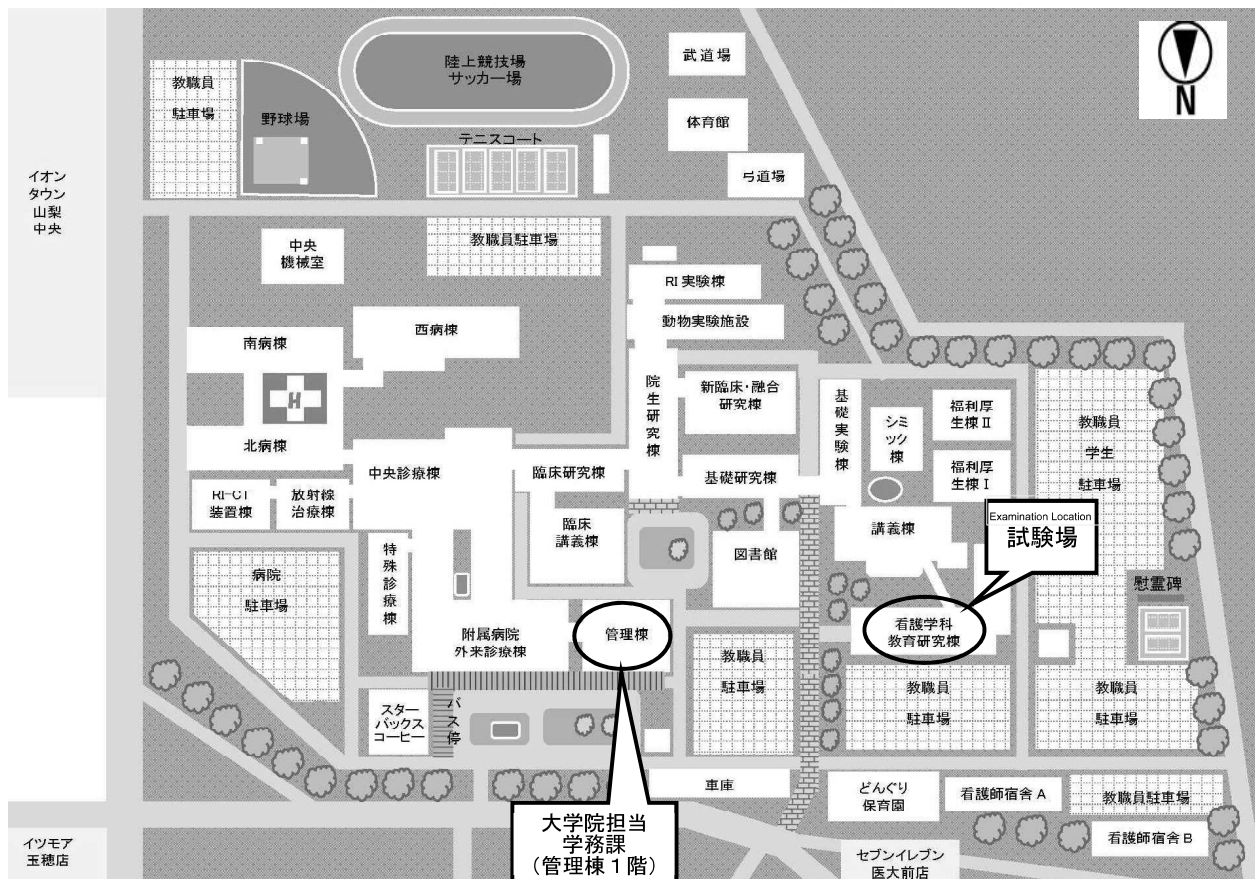 陸上競技場
サッカー場
武道場
N
教職員
駐車場
野球場
体育館
テニスコート
弓道場
イオン
タウン
山梨
中央
中央
機械室
教職員駐車場
RI 実験棟
動物実験施設
西病棟
南病棟
H
院生研究棟
新臨床・融合
研究棟
基礎実験棟
シミック棟
福利厚
生棟Ⅱ
教職員
学生
駐車場
北病棟
中央診療棟
臨床研究棟
基礎研究棟
福利厚
生棟Ⅰ
RI-CT
装置棟
放射線
治療棟
臨床
講義棟
講義棟
Examination Location
試験場
図書館
特殊診療棟
病院
駐車場
慰霊碑
附属病院
外来診療棟
管理棟
看護学科
教育研究棟
教職員
駐車場
教職員
駐車場
教職員
駐車場
スター
バックス
コーヒー
バス停
車庫
どんぐり
保育園
看護師宿舎 A
教職員駐車場
大学院担当
学務課
(管理棟 1 階)
看護師宿舎 B
イツモア
玉穂店
セブンイレブン
医大前店